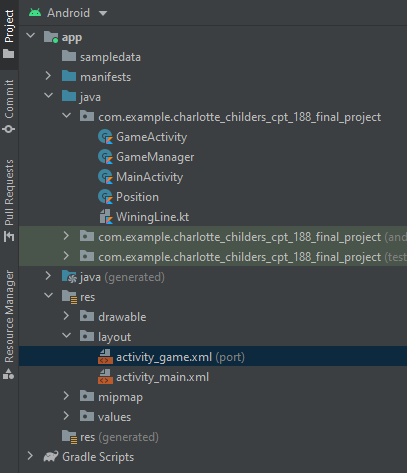 Android
Project
app
sampledata
manifests
java
com.example.charlotte_childers_cpt_188_final_project
GameActivity
GameManager
MainActivity
Position
WiningLine.kt
com.example.charlotte_childers_cpt_188_final_project (and
com.example.charlotte_childers_cpt_188_final_project (test
java (generated)
res
drawable
layout
activity_game.xml (port)
activity_main.xml
mipmap
values
res (generated)
Gradle Scripts
Commit
Pull Requests
Resource Manager